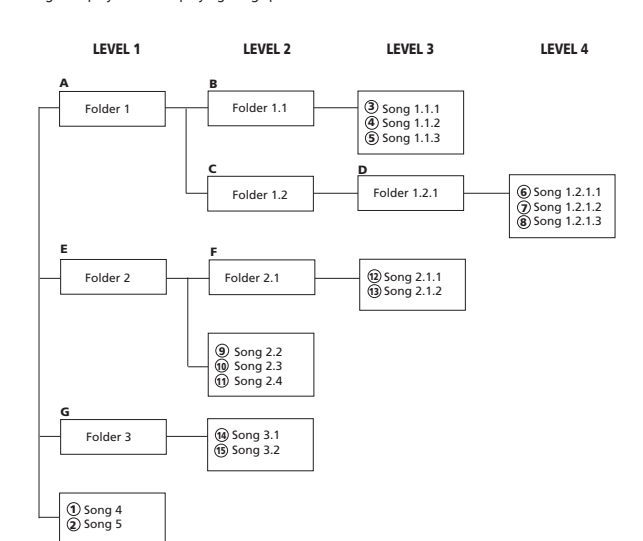 LEVEL 1 LEVEL 2 LEVEL 3 LEVEL 4
A
Folder 1
B
Folder 1.1
③ Song 1.1.1
④ Song 1.1.2
⑤ Song 1.1.3
C
Folder 1.2
D
Folder 1.2.1
⑥ Song 1.2.1.1
⑦ Song 1.2.1.2
⑧ Song 1.2.1.3
E
Folder 2
F
Folder 2.1
⑫ Song 2.1.1
⑬ Song 2.1.2
⑨ Song 2.2
⑩ Song 2.3
⑪ Song 2.4
G
Folder 3
⑭ Song 3.1
⑮ Song 3.2
① Song 4
② Song 5